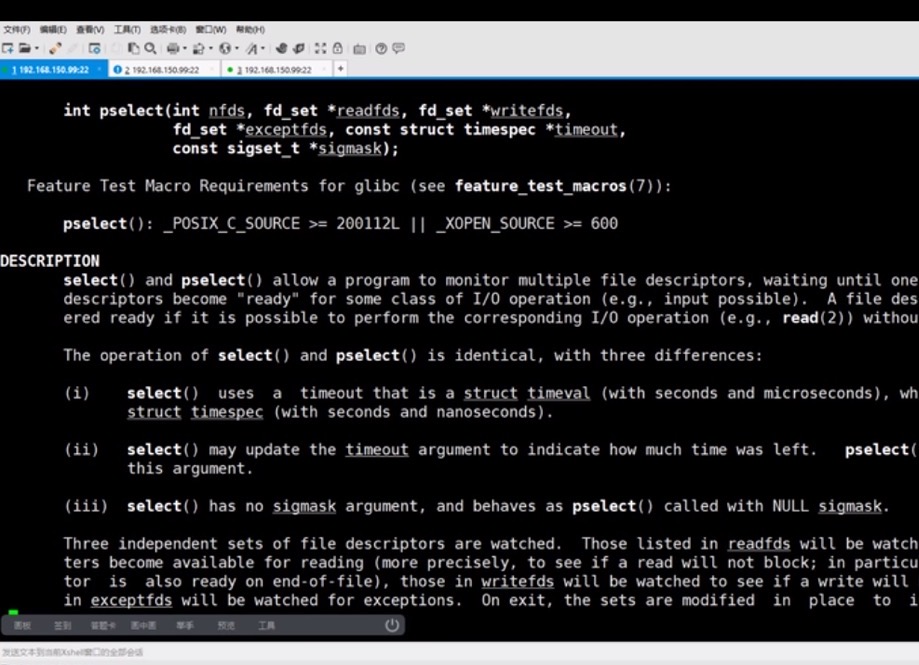 文件(F) 编辑(E) 查看(V) 工具(T) 选项卡(B) 窗口(W) 帮助(H)
1 192.168.150.99:22 2 192.168.150.99:22 3 192.168.150.99:22 +
int pselect(int nfds, fd_set *readfds, fd_set *writefds,
fd_set *exceptfds, const struct timespec *timeout,
const sigset_t *sigmask);
Feature Test Macro Requirements for glibc (see feature_test_macros(7)):
pselect(): _POSIX_C_SOURCE >= 200112L || _XOPEN_SOURCE >= 600
DESCRIPTION
select() and pselect() allow a program to monitor multiple file descriptors, waiting until one
descriptors become "ready" for some class of I/O operation (e.g., input possible). A file des
ered ready if it is possible to perform the corresponding I/O operation (e.g., read(2)) withou
The operation of select() and pselect() is identical, with three differences:
(i) select() uses a timeout that is a struct timeval (with seconds and microseconds), wh
struct timespec (with seconds and nanoseconds).
(ii) select() may update the timeout argument to indicate how much time was left. pselect(
this argument.
(iii) select() has no sigmask argument, and behaves as pselect() called with NULL sigmask.
Three independent sets of file descriptors are watched. Those listed in readfds will be watch
ters become available for reading (more precisely, to see if a read will not block; in particu
tor is also ready on end-of-file), those in writefds will be watched to see if a write will
in exceptfds will be watched for exceptions. On exit, the sets are modified in place to i
画板 签到 答题卡 画中画 举手 预览 工具
发送文本到当前Xshell窗口的全部会话